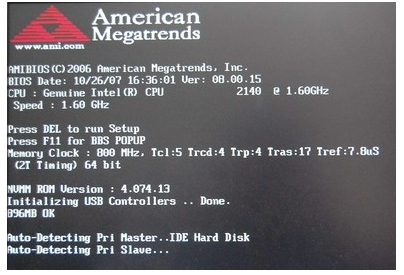 American
Megatrends
www.ami.com
AMIBIOS(C)2006 American Megatrends, Inc.
BIOS Date: 10/26/07 16:36:01 Ver: 08.00.15
CPU : Genuine Intel(R) CPU 2140 @ 1.60GHz
Speed : 1.60 GHz
Press DEL to run Setup
Press F11 for BBS POPUP
Memory Clock : 800 MHz, Tcl:5 Trcd:4 Trp:4 Tras:17 Tref:7.8uS
(2T Timing) 64 bit
NVMM ROM Version : 4.074.13
Initializing USB Controllers .. Done.
896MB OK
Auto-Detecting Pri Master..IDE Hard Disk
Auto-Detecting Pri Slave...